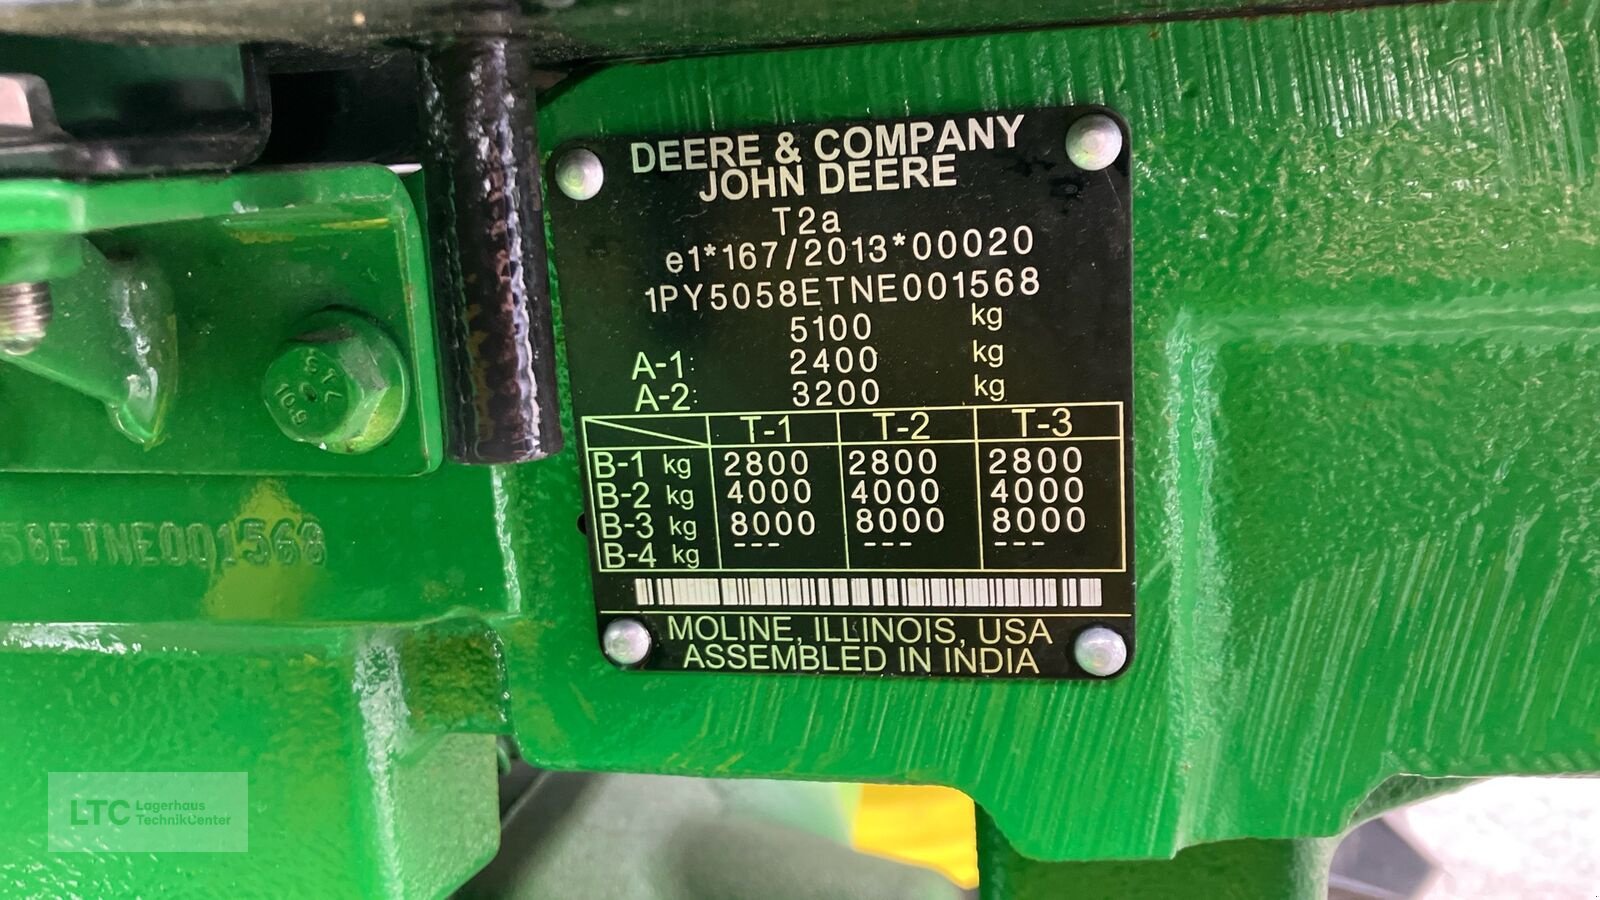 DEERE & COMPANY
JOHN DEERE
T2a
e1*167/2013*00020
1PY5058ETNE001568
5100 kg
A-1: 2400 kg
A-2: 3200 kg
T-1 T-2 T-3
B-1 kg 2800 2800 2800
B-2 kg 4000 4000 4000
B-3 kg 8000 8000 8000
B-4 kg --- --- ---
MOLINE, ILLINOIS, USA
ASSEMBLED IN INDIA
58ETNE001568
10.9
LTC Lagerhaus
TechnikCenter